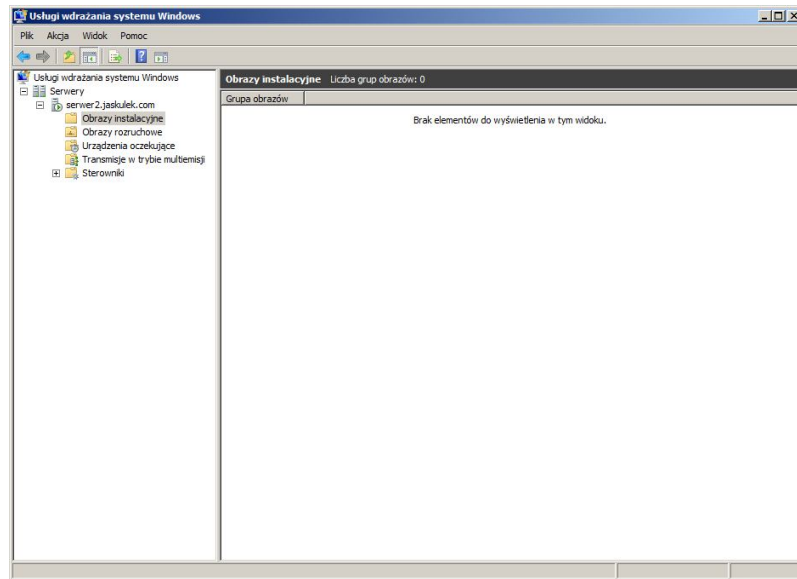 Usługi wdrażania systemu Windows
Plik Akcja Widok Pomoc
Usługi wdrażania systemu Windows
Serwery
serwer2.jaskulek.com
Obrazy instalacyjne
Obrazy rozruchowe
Urządzenia oczekujące
Transmisje w trybie multiemisji
Sterowniki
Obrazy instalacyjne Liczba grup obrazów: 0
Grupa obrazów
Brak elementów do wyświetlenia w tym widoku.